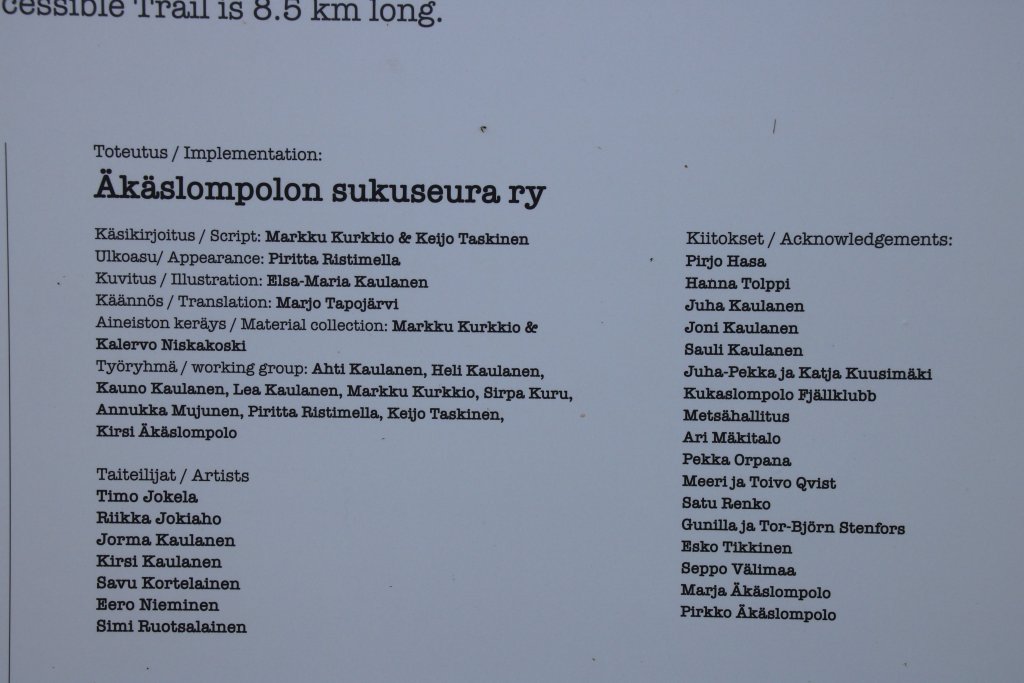 cessible Trail is 8.5 km long.
Toteutus / Implementation:
Äkäslompolon sukuseura ry
Käsikirjoitus / Script: Markku Kurkkio & Keijo Taskinen
Ulkoasu/ Appearance: Piritta Ristimella
Kuvitus / Illustration: Elsa-Maria Kaulanen
Käännös / Translation: Marjo Tapojärvi
Aineiston keräys / Material collection: Markku Kurkkio &
Kalervo Niskakoski
Työryhmä / working group: Ahti Kaulanen, Heli Kaulanen,
Kauno Kaulanen, Lea Kaulanen, Markku Kurkkio, Sirpa Kuru,
Annukka Mujunen, Piritta Ristimella, Keijo Taskinen,
Kirsi Äkäslompolo
Taiteilijat / Artists
Timo Jokela
Riikka Jokiaho
Jorma Kaulanen
Kirsi Kaulanen
Savu Kortelainen
Eero Nieminen
Simi Ruotsalainen
Kiitokset / Acknowledgements:
Pirjo Hasa
Hanna Tolppi
Juha Kaulanen
Joni Kaulanen
Sauli Kaulanen
Juha-Pekka ja Katja Kuusimäki
Kukaslompolo Fjällklubb
Metsähallitus
Ari Mäkitalo
Pekka Orpana
Meeri ja Toivo Qvist
Satu Renko
Gunilla ja Tor-Björn Stenfors
Esko Tikkinen
Seppo Välimaa
Marja Äkäslompolo
Pirkko Äkäslompolo